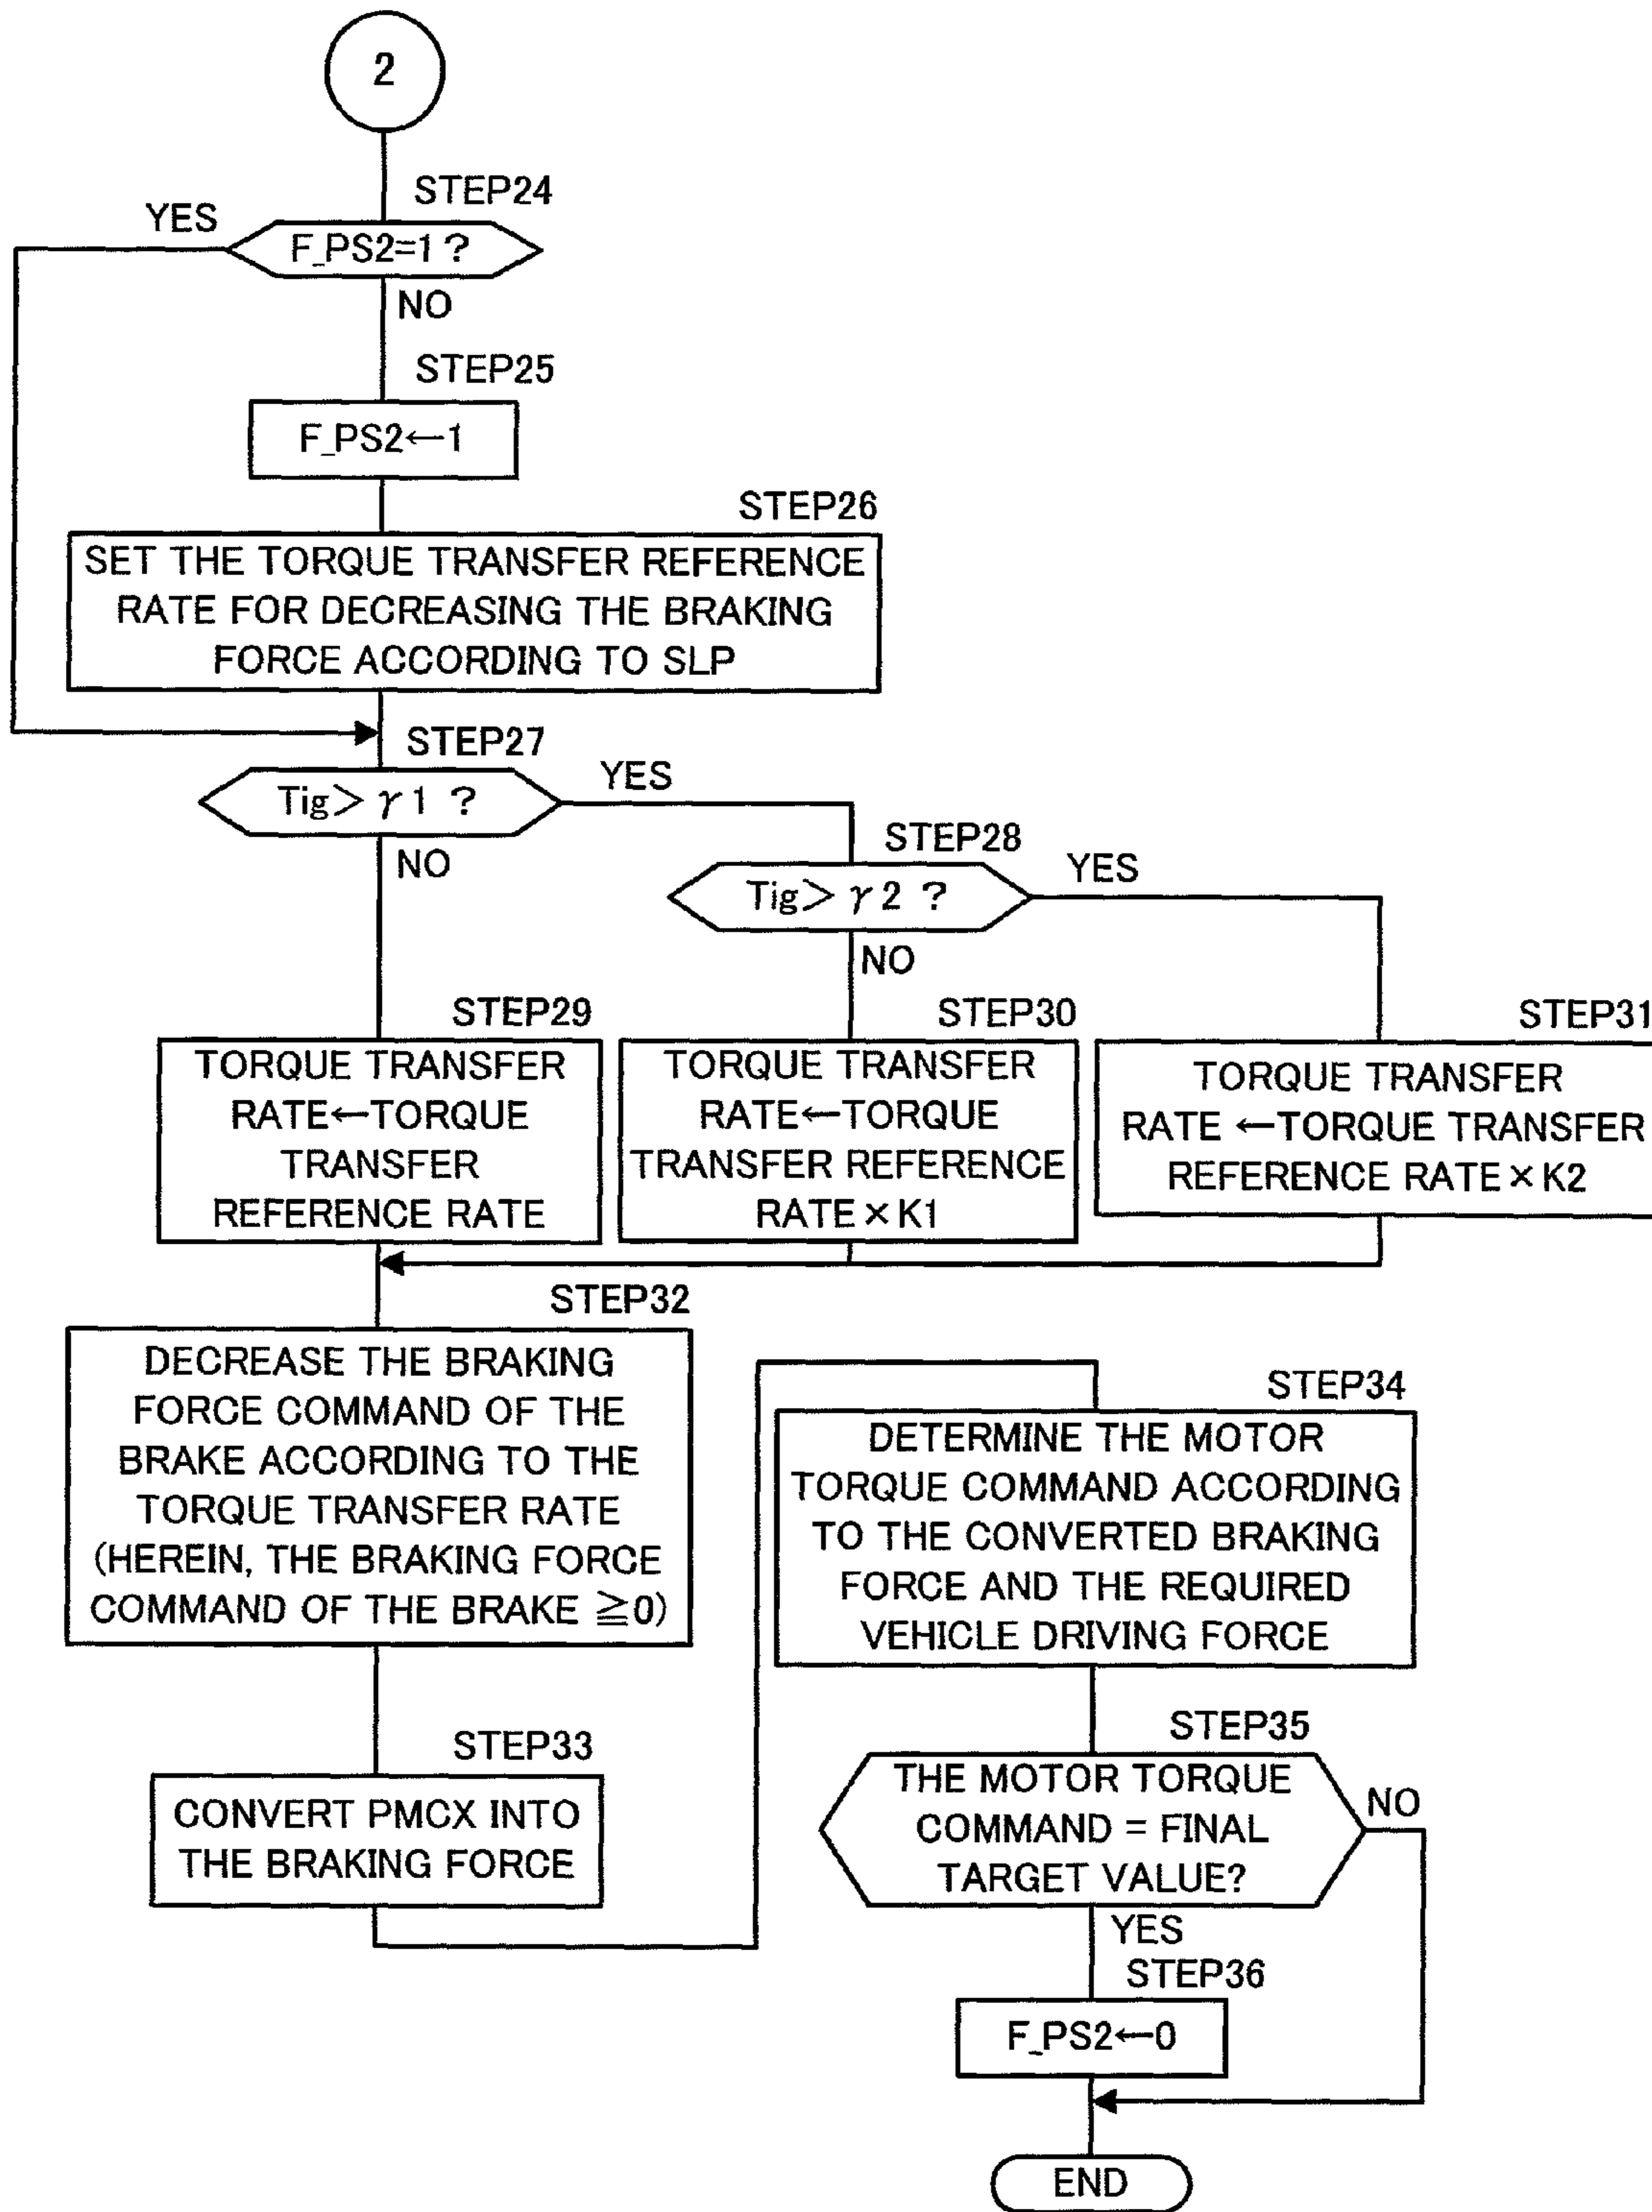 2
STEP24
YES
F_PS2=1 ?
NO
STEP25
F_PS2←1
STEP26
SET THE TORQUE TRANSFER REFERENCE
RATE FOR DECREASING THE BRAKING
FORCE ACCORDING TO SLP
STEP27
Tig> γ 1 ?
YES
NO
STEP28
Tig> γ 2 ?
YES
NO
STEP29
TORQUE TRANSFER
RATE←TORQUE
TRANSFER
REFERENCE RATE
STEP30
TORQUE TRANSFER
RATE←TORQUE
TRANSFER REFERENCE
RATE × K1
STEP31
TORQUE TRANSFER
RATE ←TORQUE TRANSFER
REFERENCE RATE × K2
STEP32
DECREASE THE BRAKING
FORCE COMMAND OF THE
BRAKE ACCORDING TO THE
TORQUE TRANSFER RATE
(HEREIN, THE BRAKING FORCE
COMMAND OF THE BRAKE ≧0)
STEP33
CONVERT PMCX INTO
THE BRAKING FORCE
STEP34
DETERMINE THE MOTOR
TORQUE COMMAND ACCORDING
TO THE CONVERTED BRAKING
FORCE AND THE REQUIRED
VEHICLE DRIVING FORCE
STEP35
THE MOTOR TORQUE
COMMAND = FINAL
TARGET VALUE?
NO
YES
STEP36
F_PS2←0
END